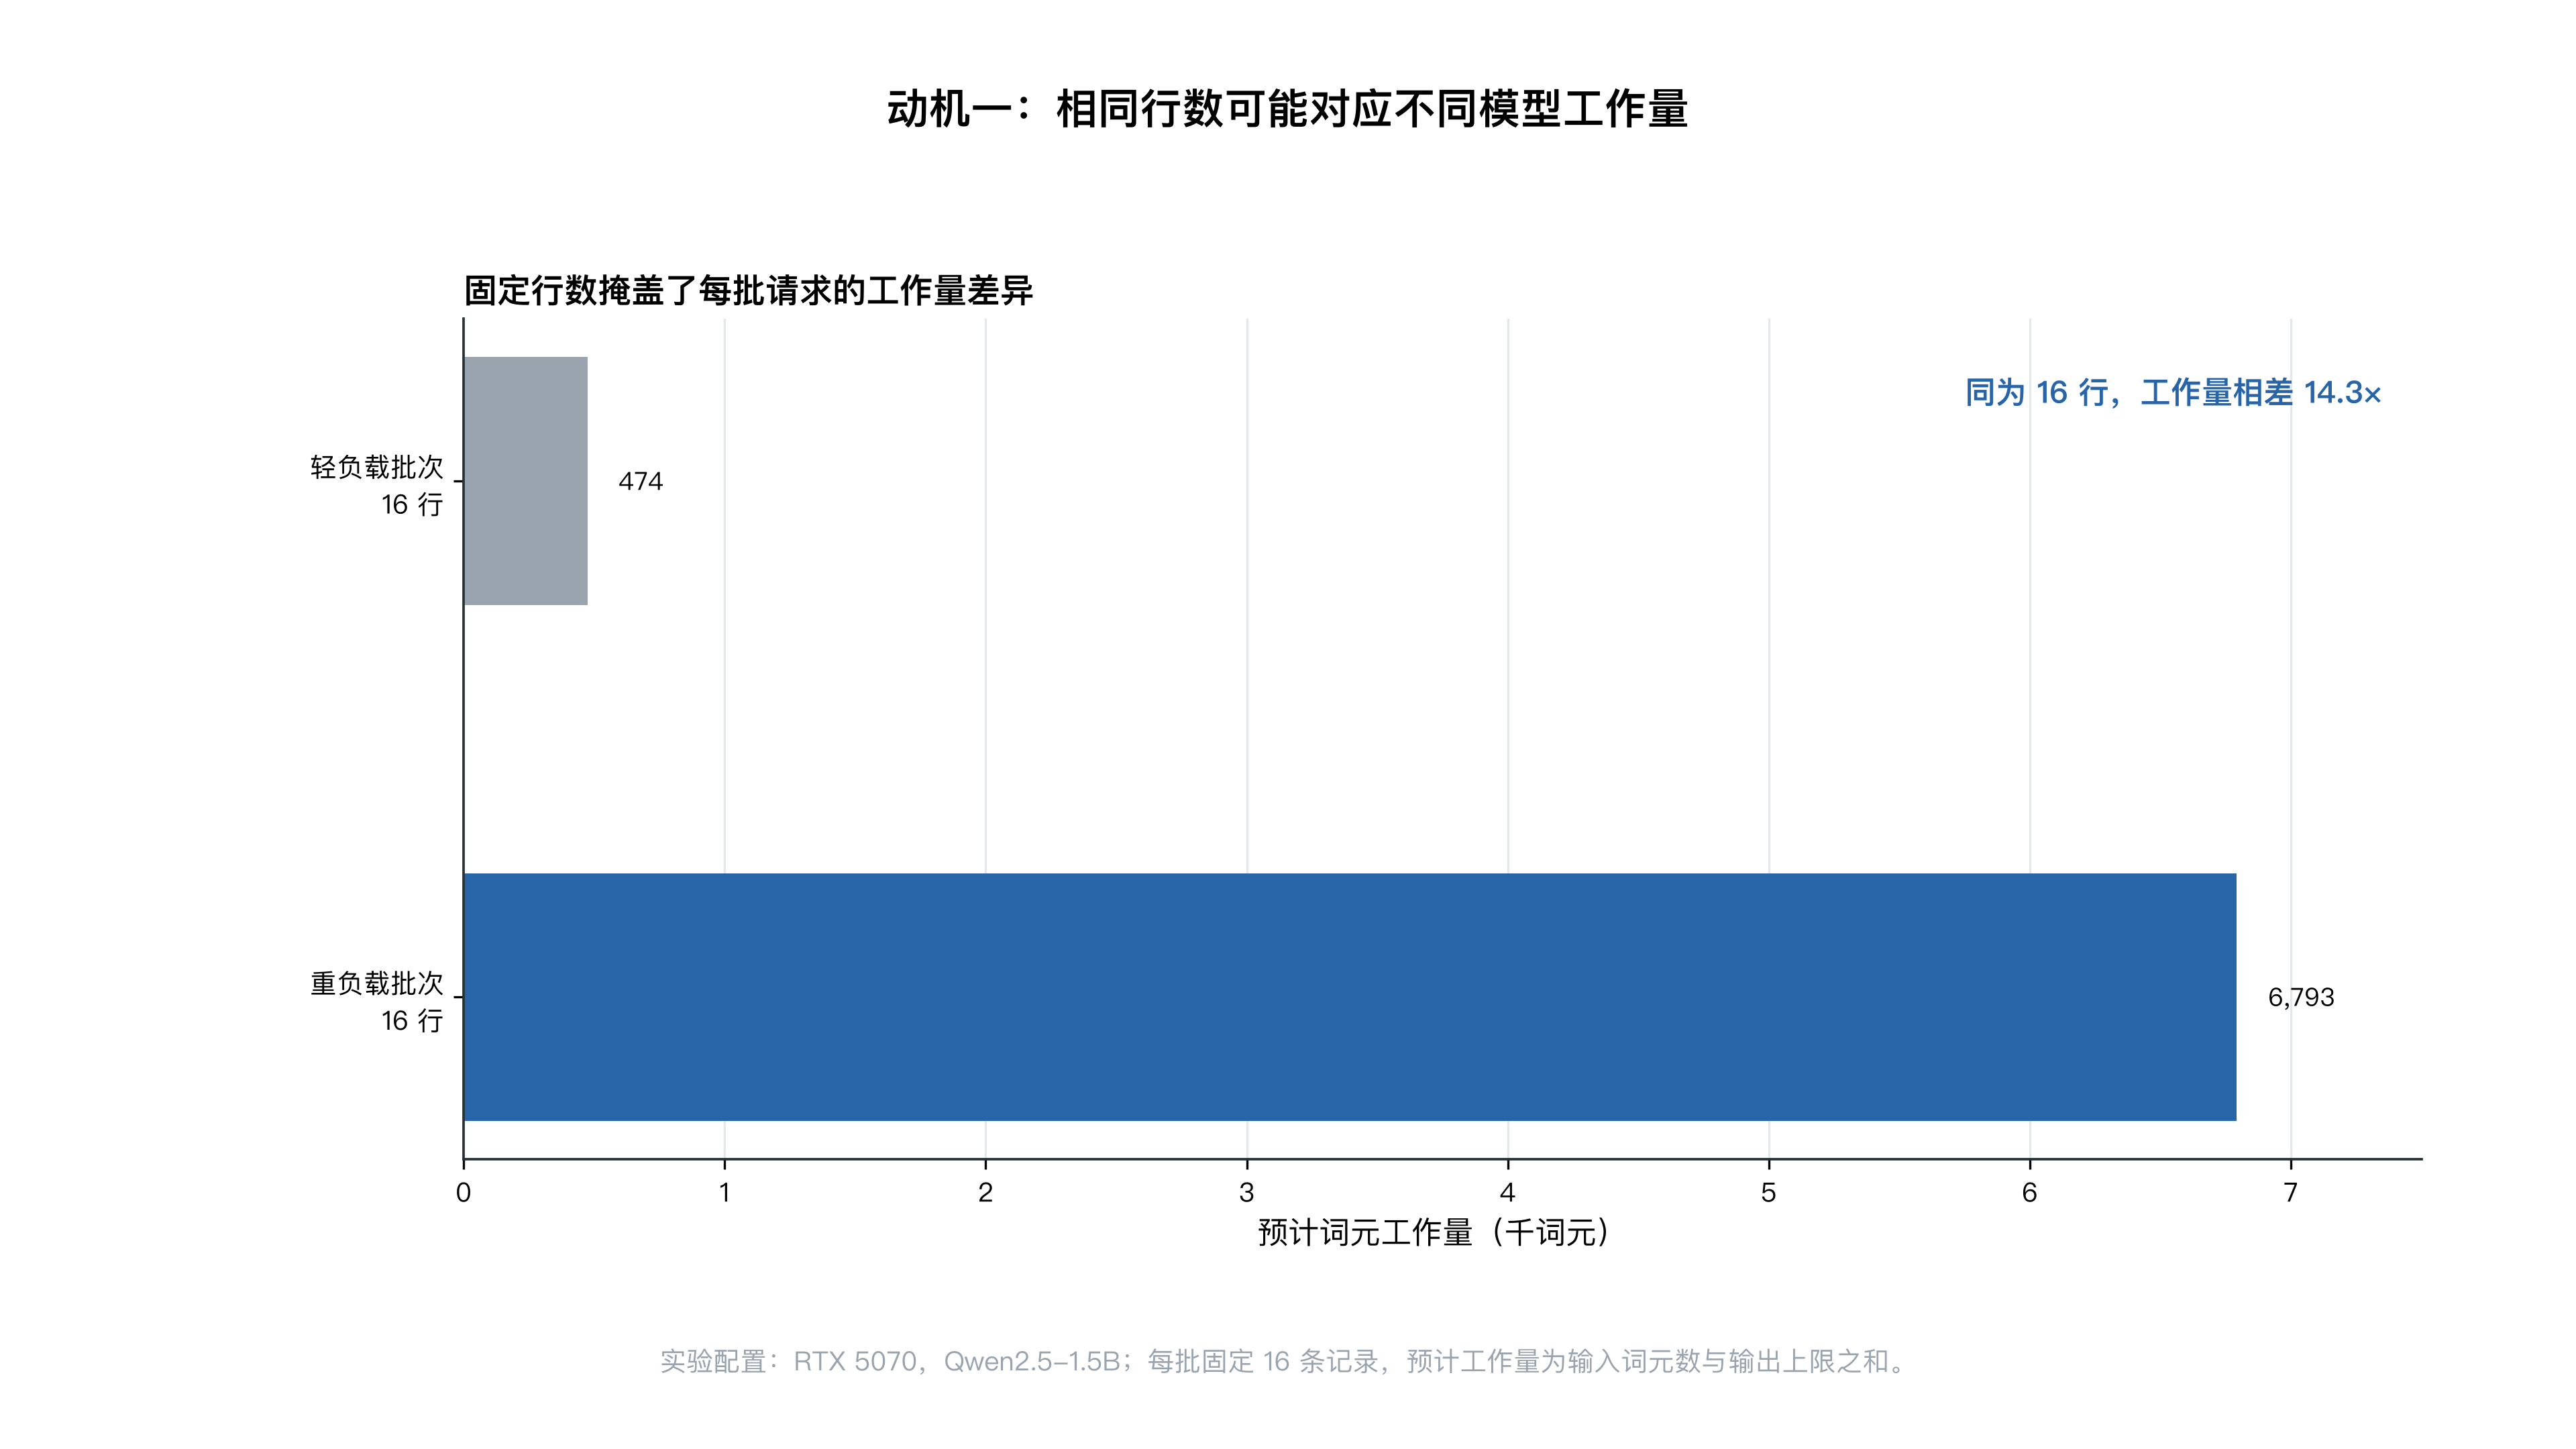 动机一：相同行数可能对应不同模型工作量
固定行数掩盖了每批请求的工作量差异
同为 16 行，工作量相差 14.3×
轻负载批次
16 行
474
重负载批次
16 行
6,793
0 1 2 3 4 5 6 7
预计词元工作量（千词元）
实验配置：RTX 5070，Qwen2.5-1.5B；每批固定 16 条记录，预计工作量为输入词元数与输出上限之和。